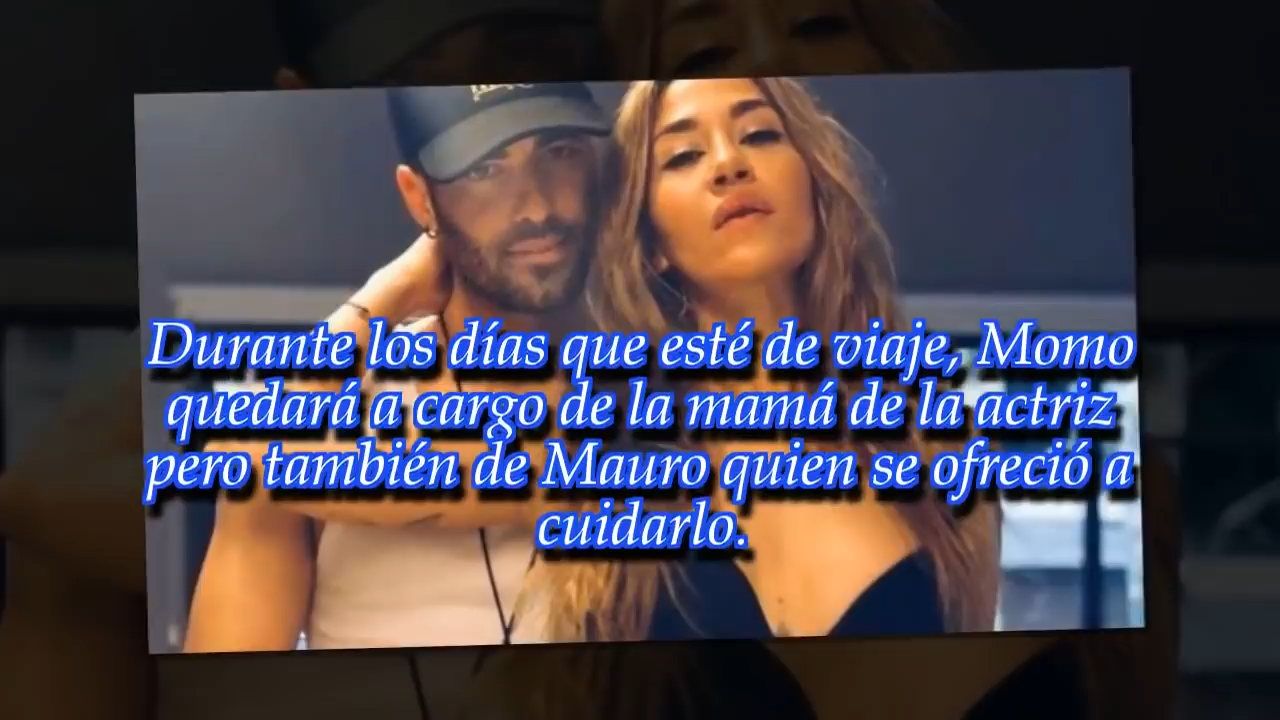 Durante los días que esté de viaje, Momo
quedará a cargo de la mamá de la actriz
pero también de Mauro quien se ofreció a
cuidarlo.